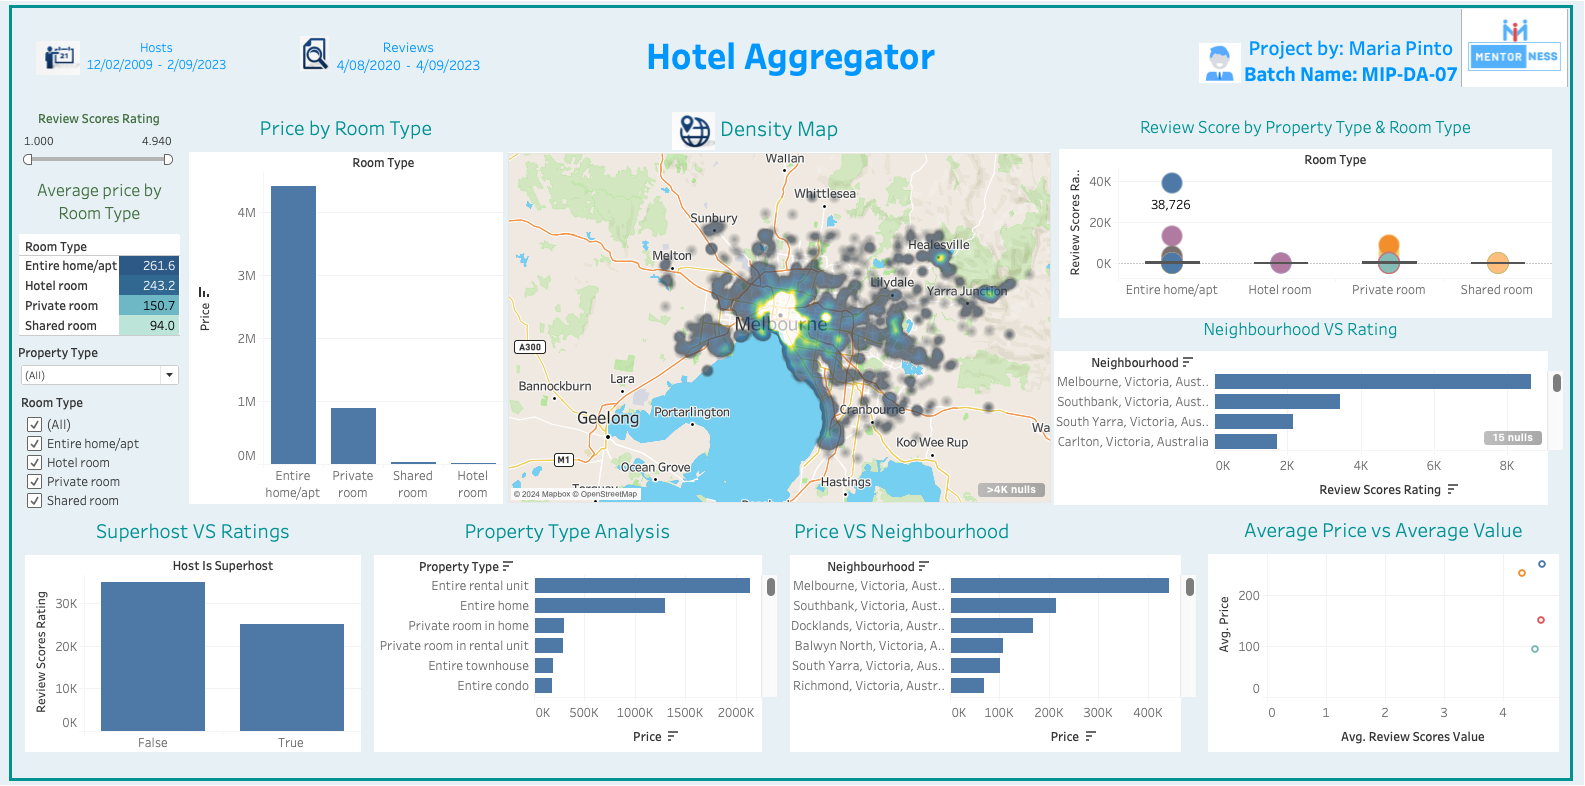 Hosts
12/02/2009 - 2/09/2023
21
Reviews
4/08/2020 - 4/09/2023
Hotel Aggregator
Project by: Maria Pinto
Batch Name: MIP-DA-07
MENTOR NESS
Review Scores Rating
1.000 4.940
Average price by
Room Type
Room Type
Entire home/apt 261.6
Hotel room 243.2
Private room 150.7
Shared room 94.0
Property Type
(All)
Room Type
(All)
Entire home/apt
Hotel room
Private room
Shared room
Price by Room Type
Room Type
Price
4M
3M
2M
1M
0M
Entire
home/apt
Private
room
Shared
room
Hotel
room
Density Map
Wallan
Whittlesea
Sunbury
Healesville
Melton
Lilydale
Yarra Junction
Melbourne
A300
Bannockburn
Lara
Geelong
Portarlington
Cranbourne
Koo Wee Rup
Wa
M1
Ocean Grove
Hastings
© 2024 Mapbox © OpenStreetMap
>4K nulls
Review Score by Property Type & Room Type
Room Type
Review Scores Ra..
40K
38,726
20K
0K
Entire home/apt Hotel room Private room Shared room
Neighbourhood VS Rating
Neighbourhood
Melbourne, Victoria, Aust..
Southbank, Victoria, Aust..
South Yarra, Victoria, Aus..
Carlton, Victoria, Australia
15 nulls
0K 2K 4K 6K 8K
Review Scores Rating
Superhost VS Ratings
Host Is Superhost
Review Scores Rating
30K
20K
10K
0K
False True
Property Type Analysis
Property Type
Entire rental unit
Entire home
Private room in home
Private room in rental unit
Entire townhouse
Entire condo
0K 500K 1000K 1500K 2000K
Price
Price VS Neighbourhood
Neighbourhood
Melbourne, Victoria, Aust..
Southbank, Victoria, Aust..
Docklands, Victoria, Austr..
Balwyn North, Victoria, A..
South Yarra, Victoria, Aus..
Richmond, Victoria, Austr..
0K 100K 200K 300K 400K
Price
Average Price vs Average Value
Avg. Price
200
100
0
0 1 2 3 4
Avg. Review Scores Value